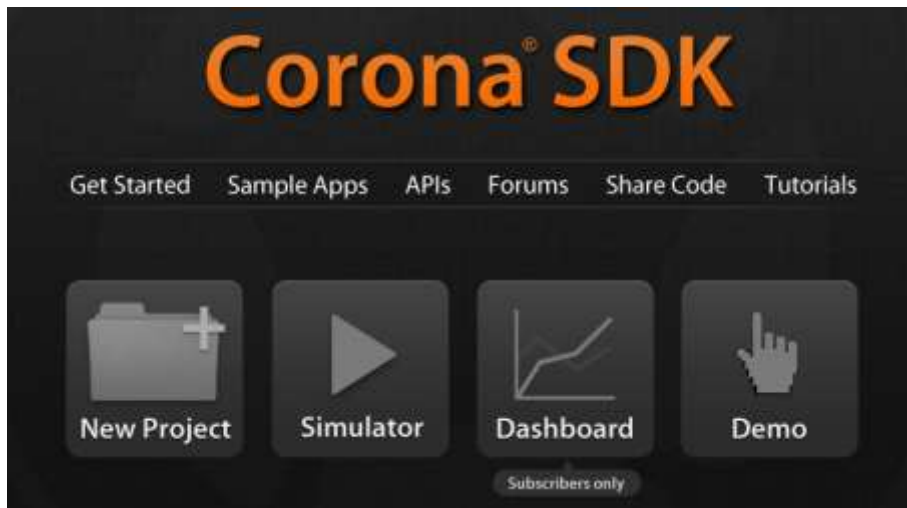 Corona® SDK
Get Started Sample Apps APIs Forums Share Code Tutorials
New Project Simulator Dashboard Demo
Subscribers only